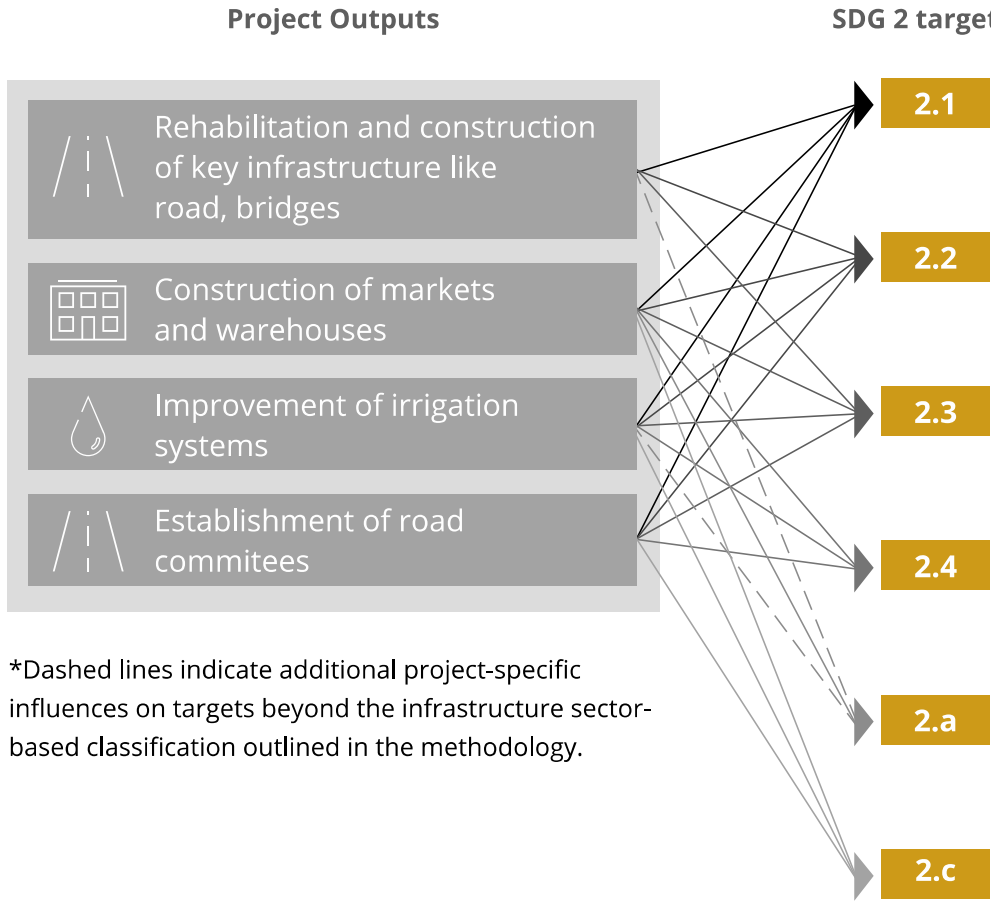 Project Outputs
SDG 2 target
Rehabilitation and construction
of key infrastructure like
road, bridges
Construction of markets
and warehouses
Improvement of irrigation
systems
Establishment of road
commitees
*Dashed lines indicate additional project-specific
influences on targets beyond the infrastructure sector-
based classification outlined in the methodology.
2.1
2.2
2.3
2.4
2.a
2.c